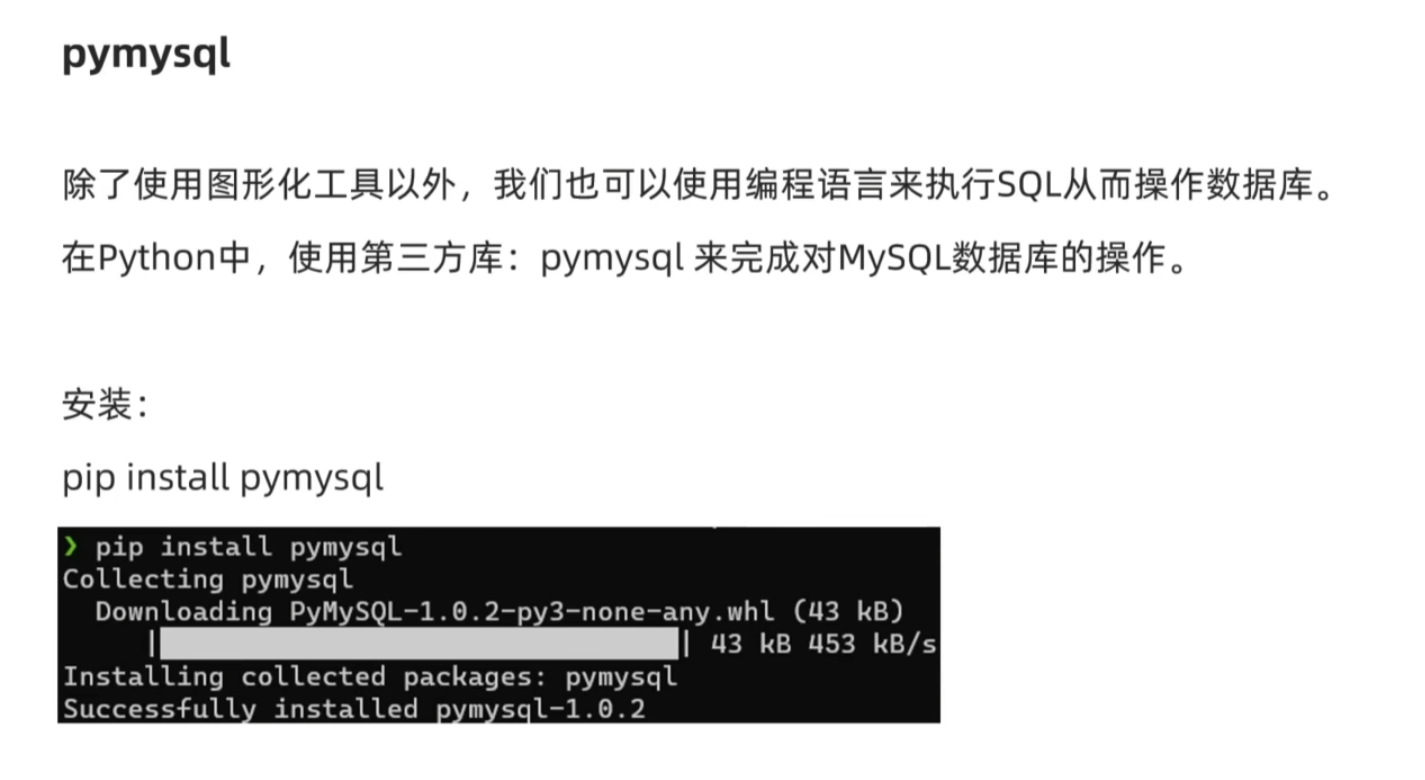 pymysql
除了使用图形化工具以外，我们也可以使用编程语言来执行SQL从而操作数据库。
在Python中，使用第三方库：pymysql 来完成对MySQL数据库的操作。
安装：
pip install pymysql
❯ pip install pymysql
Collecting pymysql
  Downloading PyMySQL-1.0.2-py3-none-any.whl (43 kB)
     |████████████████████████████████| 43 kB 453 kB/s
Installing collected packages: pymysql
Successfully installed pymysql-1.0.2